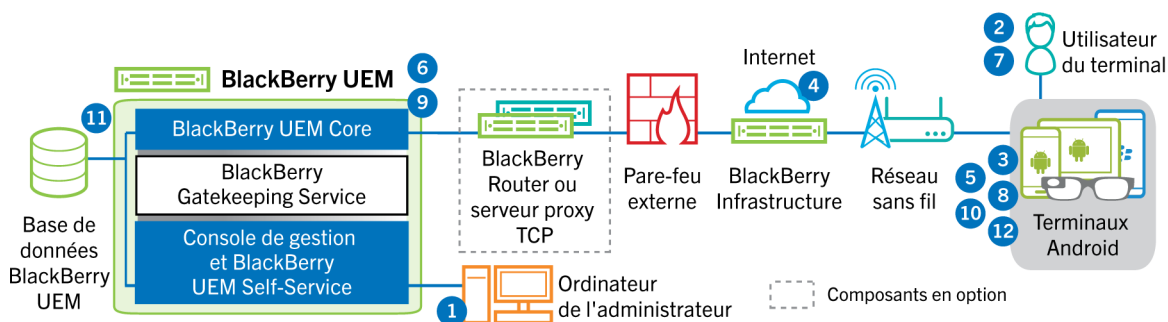 BlackBerry UEM
6
9
11
BlackBerry UEM Core
BlackBerry
Gatekeeping Service
Console de gestion
et BlackBerry
UEM Self-Service
Base de
données
BlackBerry
UEM
BlackBerry
Router ou
serveur proxy
TCP
1
Ordinateur
de l'administrateur
Composants en option
Pare-feu
externe
Internet
4
BlackBerry
Infrastructure
Réseau
sans fil
2
7
Utilisateur
du terminal
3
5
8
10
12
Terminaux
Android